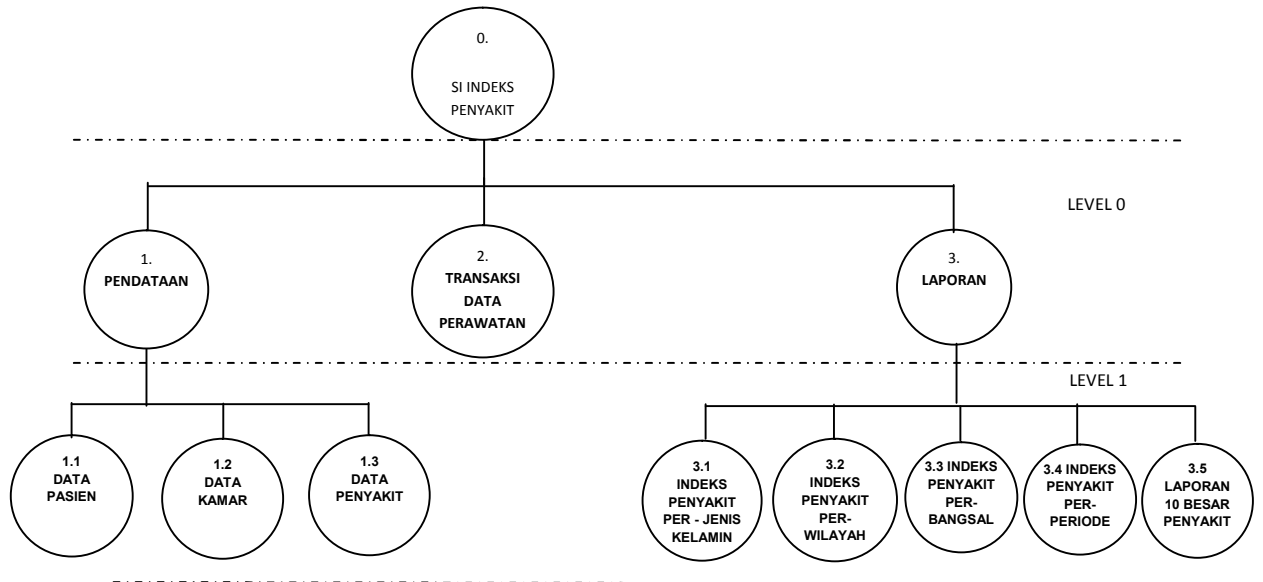 0.
SI INDEKS
PENYAKIT
LEVEL 0
1.
PENDATAAN
2.
TRANSAKSI
DATA
PERAWATAN
3.
LAPORAN
LEVEL 1
1.1
DATA
PASIEN
1.2
DATA
KAMAR
1.3
DATA
PENYAKIT
3.1
INDEKS
PENYAKIT
PER - JENIS
KELAMIN
3.2
INDEKS
PENYAKIT
PER-
WILAYAH
3.3 INDEKS
PENYAKIT
PER-
BANGSAL
3.4 INDEKS
PENYAKIT
PER-
PERIODE
3.5
LAPORAN
10 BESAR
PENYAKIT